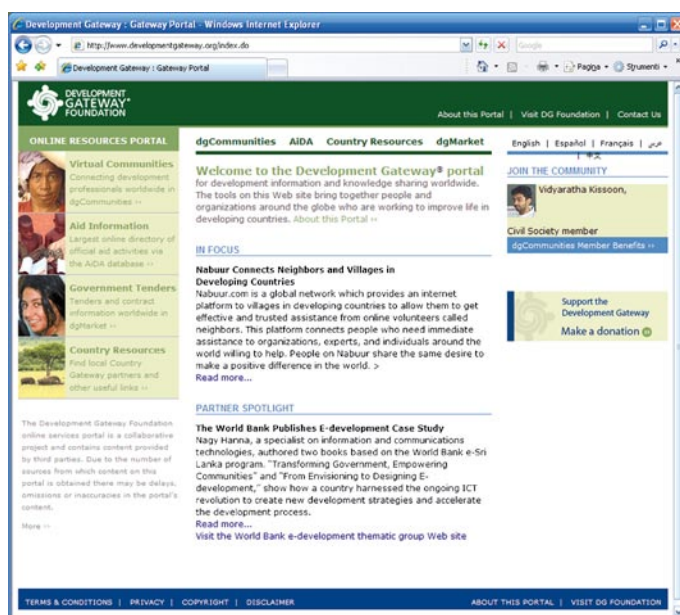 Development Gateway : Gateway Portal - Windows Internet Explorer
http://www.developmentgateway.org/index.do
Google
Development Gateway : Gateway Portal
Pagina
Strumenti
DEVELOPMENT
GATEWAY
FOUNDATION
About this Portal | Visit DG Foundation | Contact Us
ONLINE RESOURCES PORTAL
Virtual Communities
Connecting development
professionals worldwide in
dgCommunities ››
Aid Information
Largest online directory of
official aid activities via
the AiDA database ››
Government Tenders
Tenders and contract
information worldwide in
dgMarket ››
Country Resources
Find local Country
Gateway partners and
other useful links ››
The Development Gateway Foundation
online services portal is a collaborative
project and contains content provided
by third parties. Due to the number of
sources from which content on this
portal is obtained there may be delays,
omissions or inaccuracies in the portal's
content.
More ››
dgCommunities AiDA Country Resources dgMarket
Welcome to the Development Gateway® portal
for development information and knowledge sharing worldwide.
The tools on this Web site bring together people and
organizations around the globe who are working to improve life in
developing countries. About this Portal ››
IN FOCUS
Nabuur Connects Neighbors and Villages in
Developing Countries
Nabuur.com is a global network which provides an internet
platform to villages in developing countries to allow them to get
effective and trusted assistance from online volunteers called
neighbors. This platform connects people who need immediate
assistance to organizations, experts, and individuals around the
world willing to help. People on Nabuur share the same desire to
make a positive difference in the world. >
Read more...
PARTNER SPOTLIGHT
The World Bank Publishes E-development Case Study
Nagy Hanna, a specialist on information and communications
technologies, authored two books based on the World Bank e-Sri
Lanka program. "Transforming Government, Empowering
Communities" and "From Envisioning to Designing E-
development," show how a country harnessed the ongoing ICT
revolution to create new development strategies and accelerate
the development process.
Read more...
Visit the World Bank e-development thematic group Web site
English | Español | Français | عربي
| 中文
JOIN THE COMMUNITY
Vidyaratha Kissoon,
Civil Society member
dgCommunities Member Benefits ››
Support the
Development Gateway
Make a donation
TERMS & CONDITIONS | PRIVACY | COPYRIGHT | DISCLAIMER
ABOUT THIS PORTAL | VISIT DG FOUNDATION